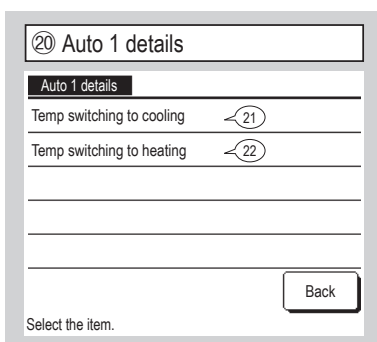 ⑳ Auto 1 details
Auto 1 details
Temp switching to cooling ㉑
Temp switching to heating ㉒
Back
Select the item.